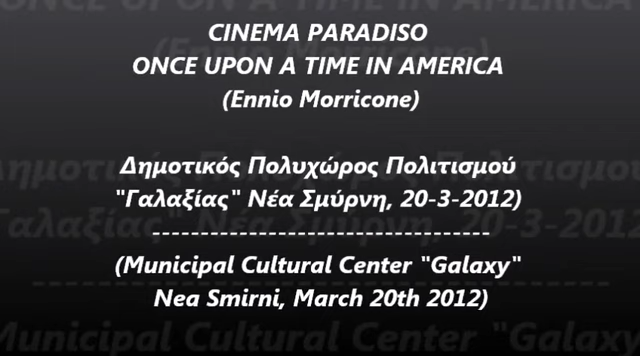 CINEMA PARADISO
ONCE UPON A TIME IN AMERICA
(Ennio Morricone)
Δημοτικός Πολυχώρος Πολιτισμού
"Γαλαξίας" Νέα Σμύρνη, 20-3-2012)
-----------------------------------
(Municipal Cultural Center "Galaxy"
Nea Smirni, March 20th 2012)